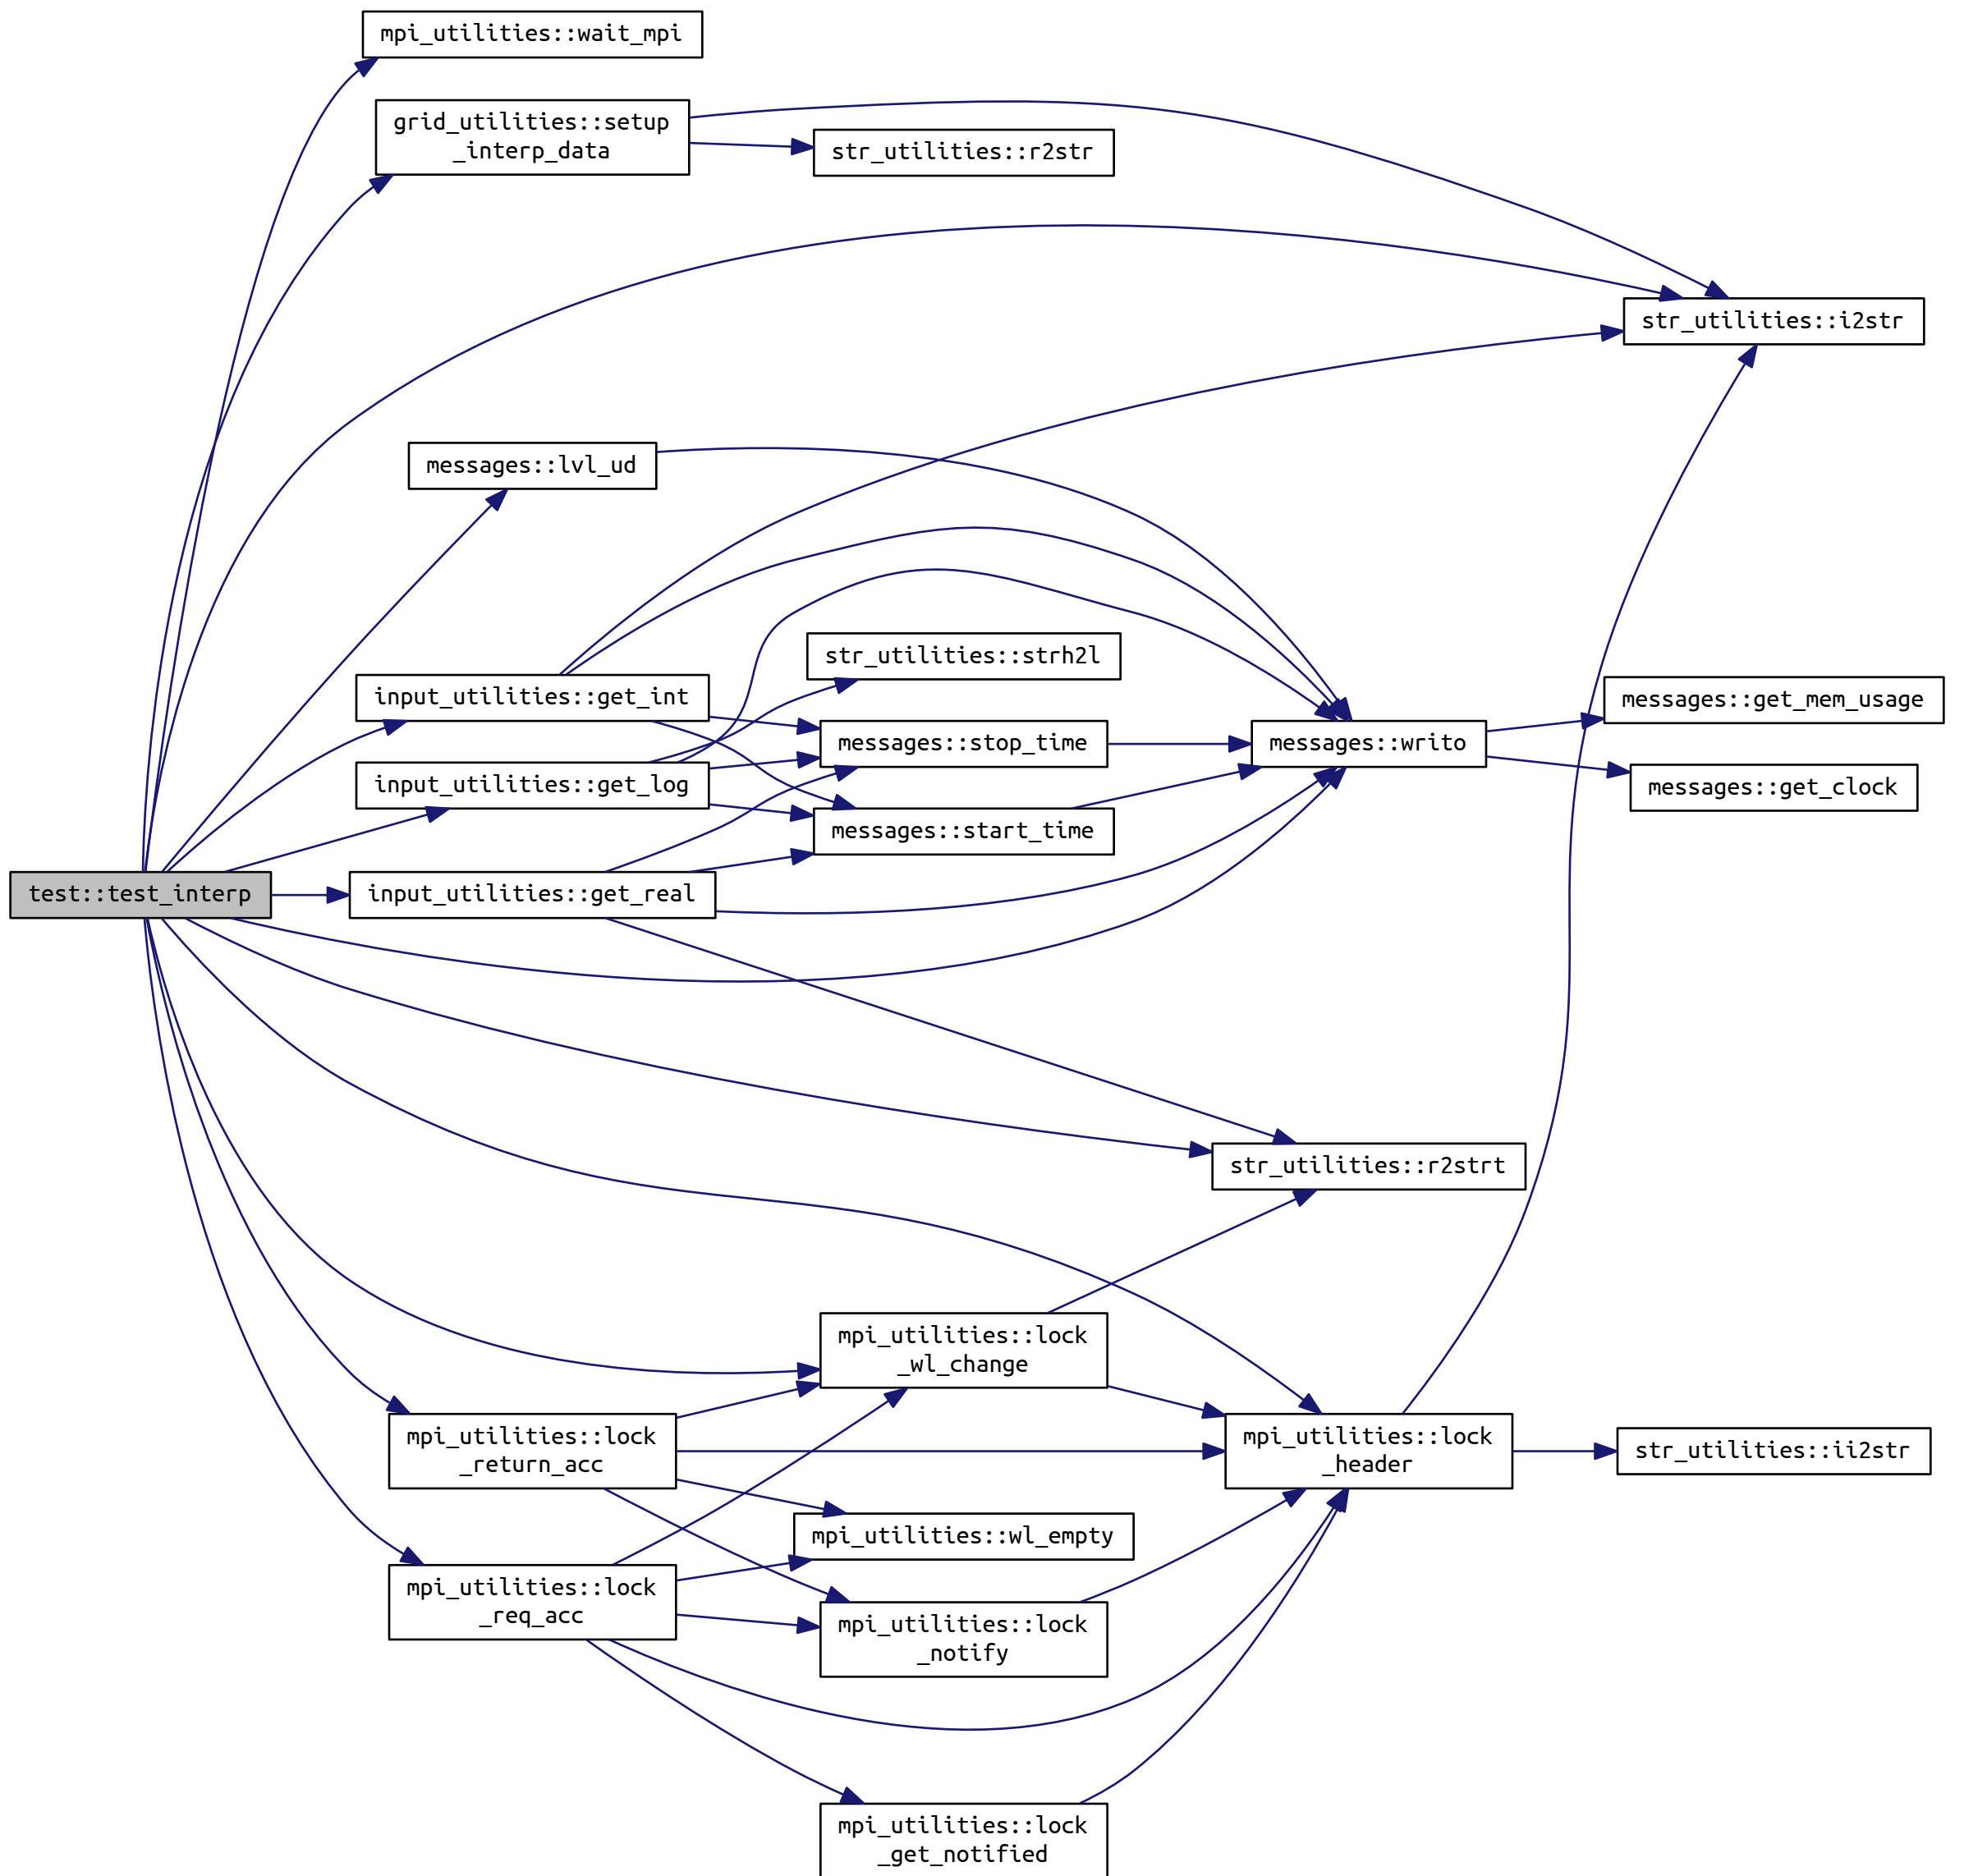 mpi_utilities::wait_mpi
grid_utilities::setup
_interp_data
str_utilities::r2str
str_utilities::i2str
messages::lvl_ud
str_utilities::strh2l
input_utilities::get_int
messages::get_mem_usage
messages::stop_time
messages::writo
input_utilities::get_log
messages::get_clock
messages::start_time
test::test_interp
input_utilities::get_real
str_utilities::r2strt
mpi_utilities::lock
_wl_change
mpi_utilities::lock
_return_acc
mpi_utilities::lock
_header
str_utilities::ii2str
mpi_utilities::wl_empty
mpi_utilities::lock
_req_acc
mpi_utilities::lock
_notify
mpi_utilities::lock
_get_notified